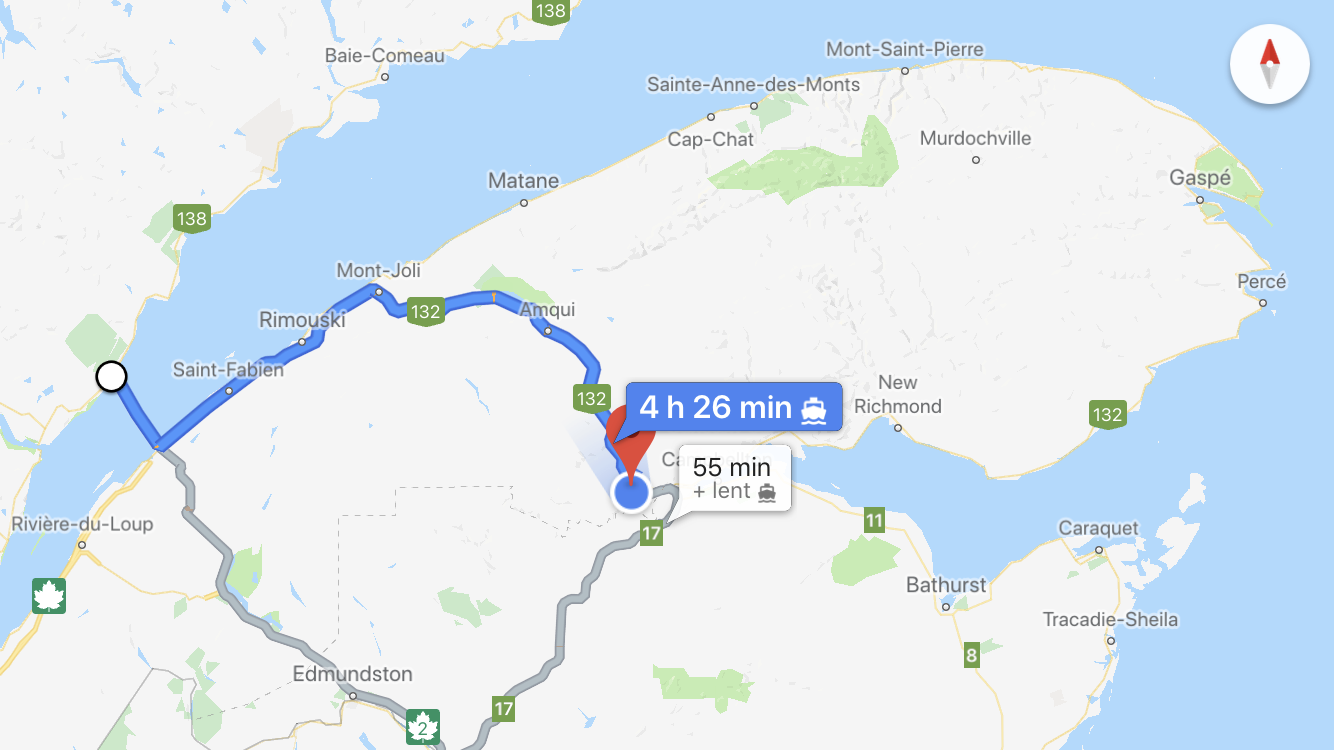 138
Mont-Saint-Pierre
Baie-Comeau
Sainte-Anne-des-Monts
Cap-Chat
Murdochville
Matane
Gaspé
138
Mont-Joli
Percé
132
Amqui
Rimouski
Saint-Fabien
New
Richmond
132
4 h 26 min
132
55 min
+ lent
Rivière-du-Loup
11
17
Caraquet
Bathurst
Tracadie-Sheila
8
Edmundston
17
2